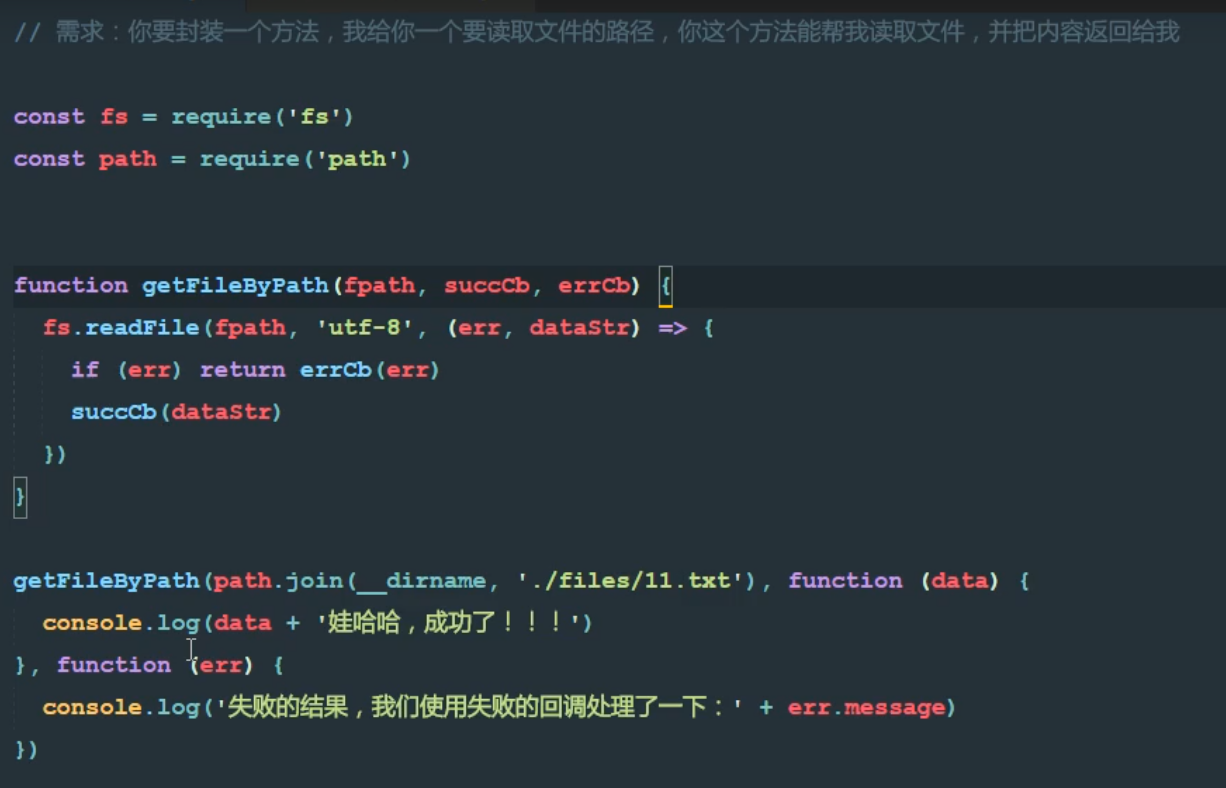 // 需求：你要封装一个方法，我给你一个要读取文件的路径，你这个方法能帮我读取文件，并把内容返回给我
const fs = require('fs')
const path = require('path')
function getFileByPath(fpath, succCb, errCb) {
fs.readFile(fpath, 'utf-8', (err, dataStr) => {
if (err) return errCb(err)
succCb(dataStr)
})
}
getFileByPath(path.join(__dirname, './files/11.txt'), function (data) {
console.log(data + '娃哈哈，成功了！！！')
}, function (err) {
console.log('失败的结果，我们使用失败的回调处理了一下：' + err.message)
})